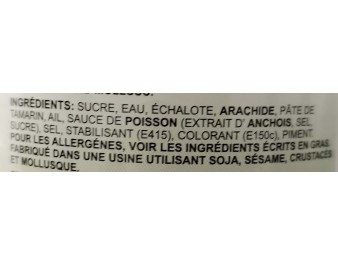 INGRÉDIENTS: SUCRE, EAU, ÉCHALOTE, ARACHIDE, PÂTE DE
TAMARIN, AIL, SAUCE DE POISSON (EXTRAIT D' ANCHOIS, SEL,
SUCRE), SEL, STABILISANT (E415), COLORANT (E150c), PIMENT.
POUR LES ALLERGÈNES, VOIR LES INGRÉDIENTS ÉCRITS EN GRAS.
FABRIQUÉ DANS UNE USINE UTILISANT SOJA, SÉSAME, CRUSTACÉS
ET MOLLUSQUE.